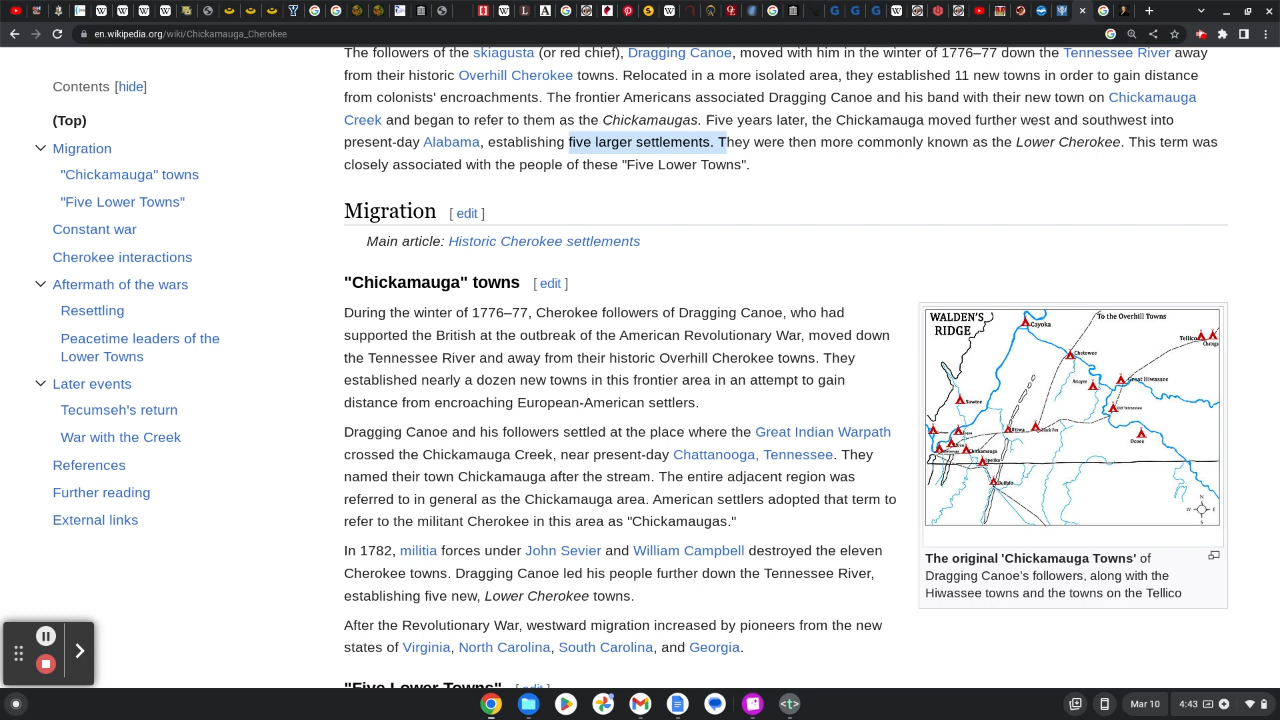 en.wikipedia.org/wiki/Chickamauga_Cherokee
Contents [hide]
(Top)
Migration
"Chickamauga" towns
"Five Lower Towns"
Constant war
Cherokee interactions
Aftermath of the wars
Resettling
Peacetime leaders of the
Lower Towns
Later events
Tecumseh's return
War with the Creek
References
Further reading
External links
The followers of the skiagusta (or red chief), Dragging Canoe, moved with him in the winter of 1776–77 down the Tennessee River away
from their historic Overhill Cherokee towns. Relocated in a more isolated area, they established 11 new towns in order to gain distance
from colonists' encroachments. The frontier Americans associated Dragging Canoe and his band with their new town on Chickamauga
Creek and began to refer to them as the Chickamaugas. Five years later, the Chickamauga moved further west and southwest into
present-day Alabama, establishing five larger settlements. They were then more commonly known as the Lower Cherokee. This term was
closely associated with the people of these "Five Lower Towns".
Migration [ edit ]
Main article: Historic Cherokee settlements
"Chickamauga" towns [ edit ]
During the winter of 1776–77, Cherokee followers of Dragging Canoe, who had
supported the British at the outbreak of the American Revolutionary War, moved down
the Tennessee River and away from their historic Overhill Cherokee towns. They
established nearly a dozen new towns in this frontier area in an attempt to gain
distance from encroaching European-American settlers.
Dragging Canoe and his followers settled at the place where the Great Indian Warpath
crossed the Chickamauga Creek, near present-day Chattanooga, Tennessee. They
named their town Chickamauga after the stream. The entire adjacent region was
referred to in general as the Chickamauga area. American settlers adopted that term to
refer to the militant Cherokee in this area as "Chickamaugas."
In 1782, militia forces under John Sevier and William Campbell destroyed the eleven
Cherokee towns. Dragging Canoe led his people further down the Tennessee River,
establishing five new, Lower Cherokee towns.
After the Revolutionary War, westward migration increased by pioneers from the new
states of Virginia, North Carolina, South Carolina, and Georgia.
"Five Lower Towns" [ edit ]
WALDEN'S
RIDGE
To the Overhill Towns
Cayoka
Tellico
Chatugee
Great Hiwassee
Ocoee
Chickamauga
N
W
E
S
The original 'Chickamauga Towns' of
Dragging Canoe's followers, along with the
Hiwassee towns and the towns on the Tellico
Mar 10
4:43